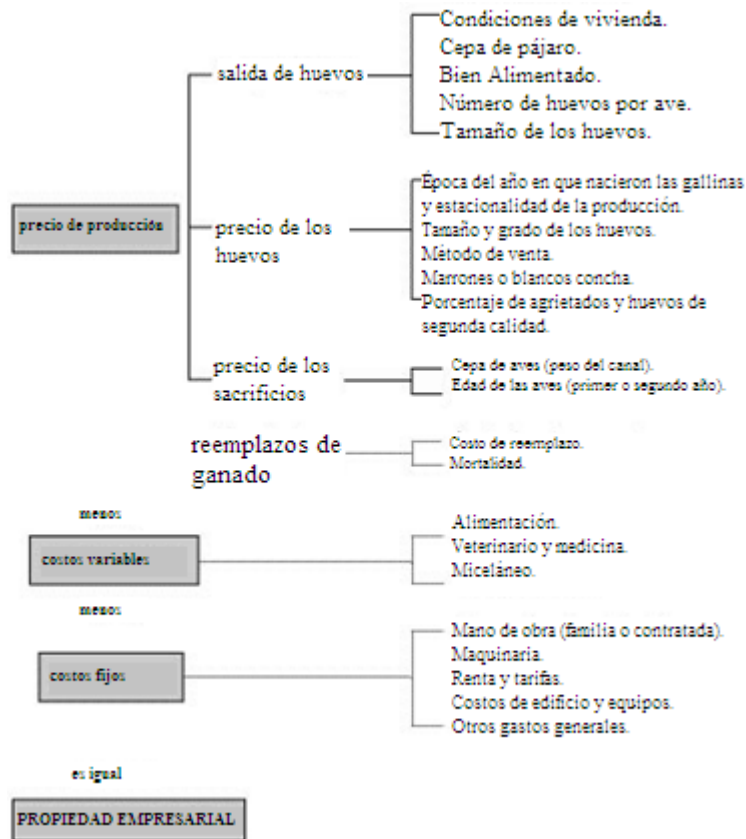 Condiciones de vivienda.
Cepa de pájaro.
salida de huevos
Bien Alimentado.
Número de huevos por ave.
Tamaño de los huevos.
Época del año en que nacieron las gallinas
y estacionalidad de la producción.
precio de producción
precio de los
huevos
Tamaño y grado de los huevos.
Método de venta.
Marrones o blancos concha.
Porcentaje de agrietados y huevos de
segunda calidad.
precio de los
sacrificios
Cepa de aves (peso del canal).
Edad de las aves (primer o segundo año).
reemplazos de
ganado
Costo de reemplazo.
Mortalidad.
menos
costos variables
Alimentación.
Veterinario y medicina.
Miceláneo.
menos
costos fijos
Mano de obra (familia o contratada).
Maquinaria.
Renta y tarifas.
Costos de edificio y equipos.
Otros gastos generales.
es igual
PROPIEDAD EMPRESARIAL